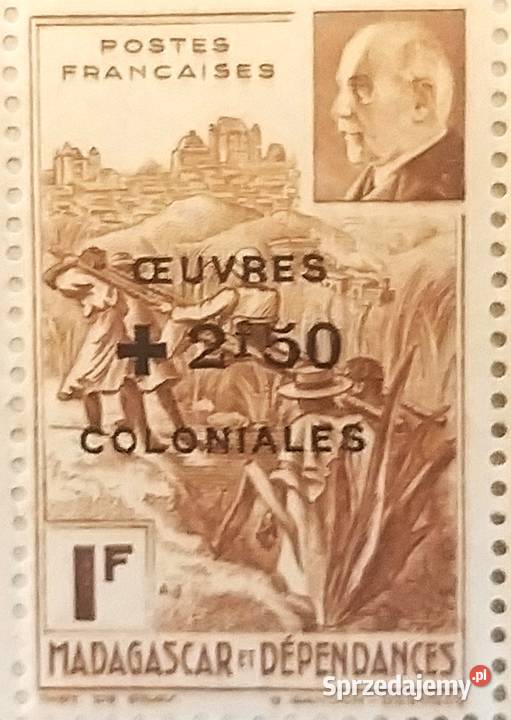 POSTES
FRANCAISES
ŒUVRES
+ 2f50
COLONIALES
1F
MADAGASCAR ET DÉPENDANCES
Sprzedajemy.pl